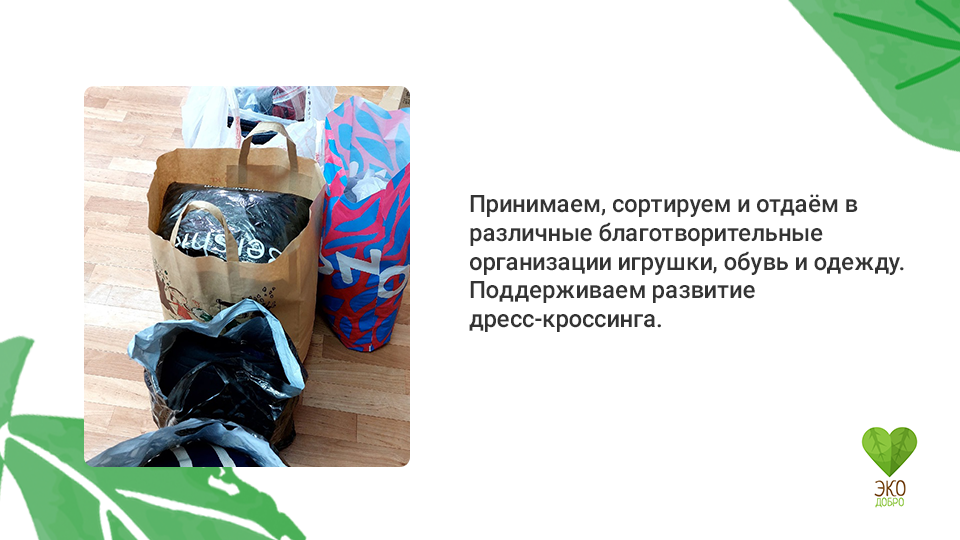 Принимаем, сортируем и отдаём в
различные благотворительные
организации игрушки, обувь и одежду.
Поддерживаем развитие
дресс-кроссинга.
ЭКО
ДОБРО